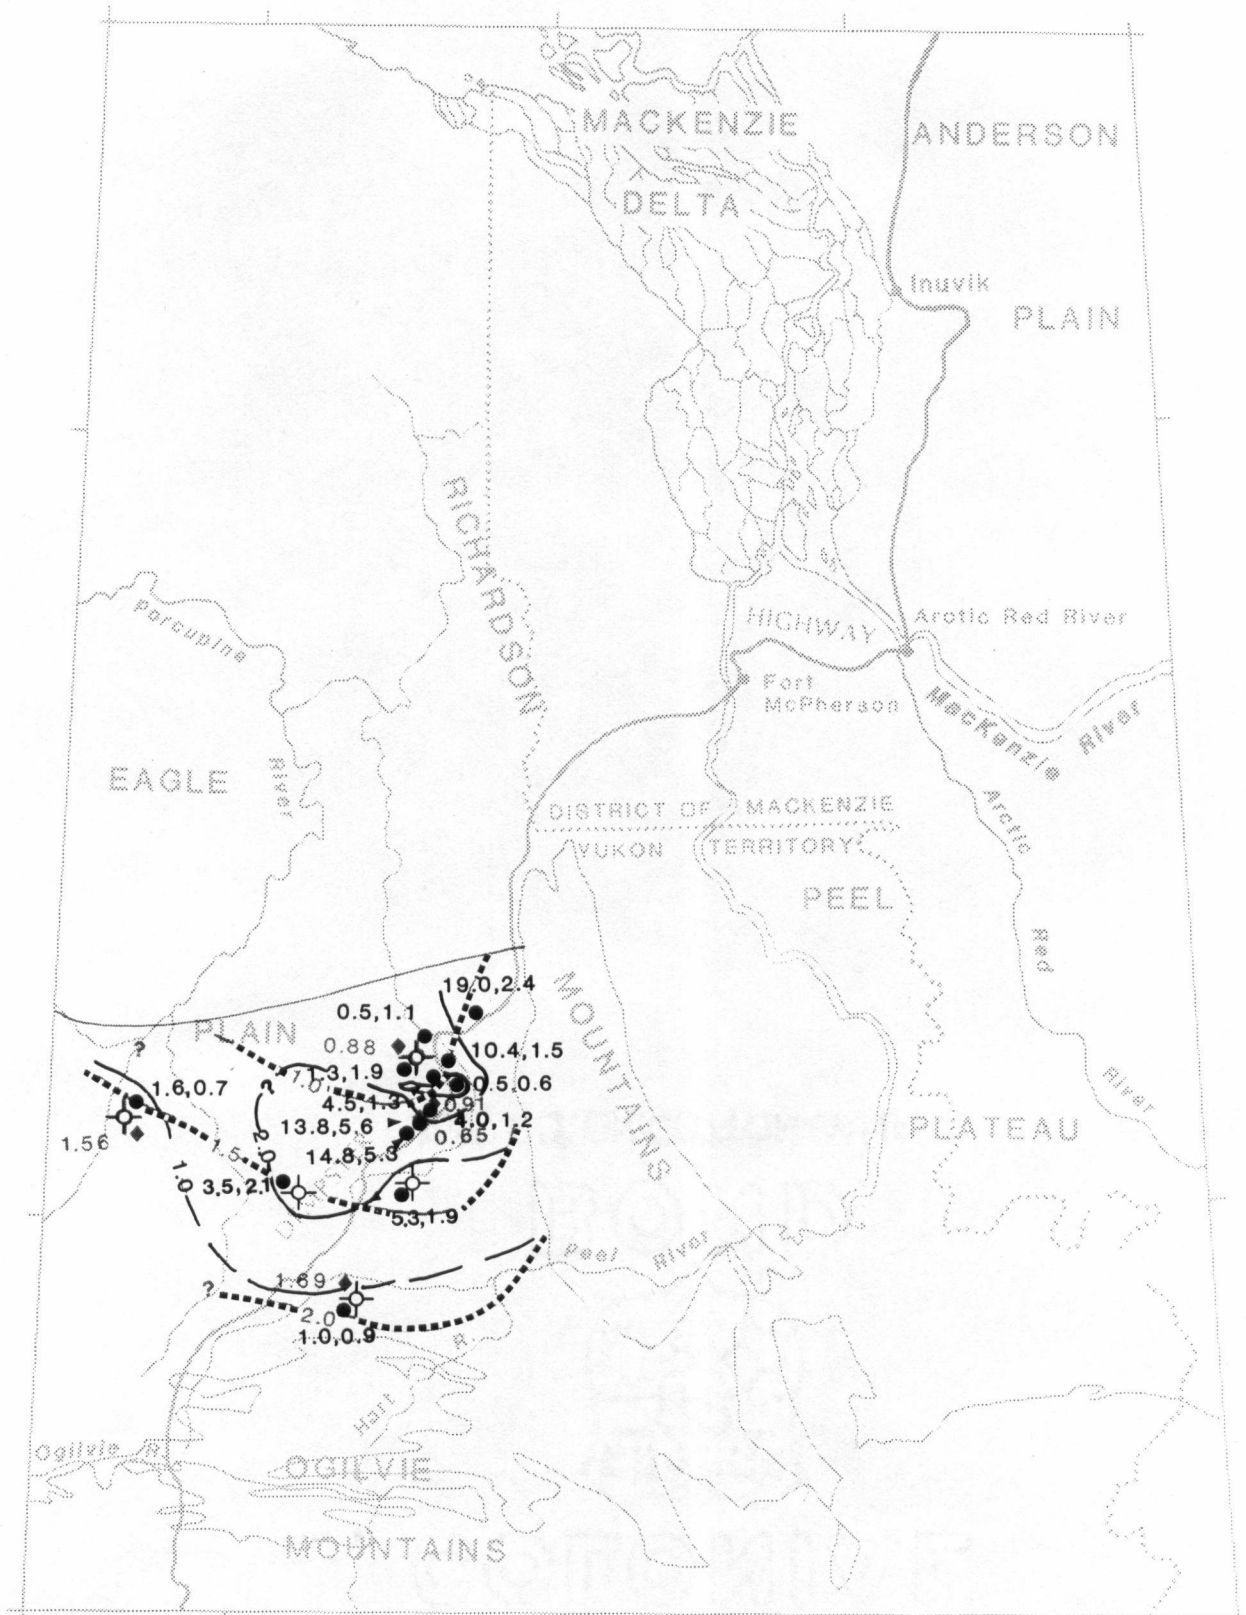 MACKENZIE
ANDERSON
DELTA
Inuvik
PLAIN
RICHARDSON
Porcupine
HIGHWAY
Arctic Red River
Fort
McPherson
MacKenzie
River
EAGLE
River
DISTRICT OF MACKENZIE
YUKON TERRITORY
Arctic
PEEL
Red
19.0,2.4
MOUNTAINS
0.5,1.1
PLAIN
?
0.88
10.4,1.5
1.3,1.9
0.5,0.6
1.6,0.7
?
1.0
4.5,1.3
0.91
River
13.8,5.6
4.0,1.2
PLATEAU
1.56
0.65
1.5
2.0
14.8,5.3
1.0
3.5,2.1
5.3,1.9
Peel River
1.69
?
2.0
1.0,0.9
R
Hart
Ogilvie R
OGILVIE
MOUNTAINS